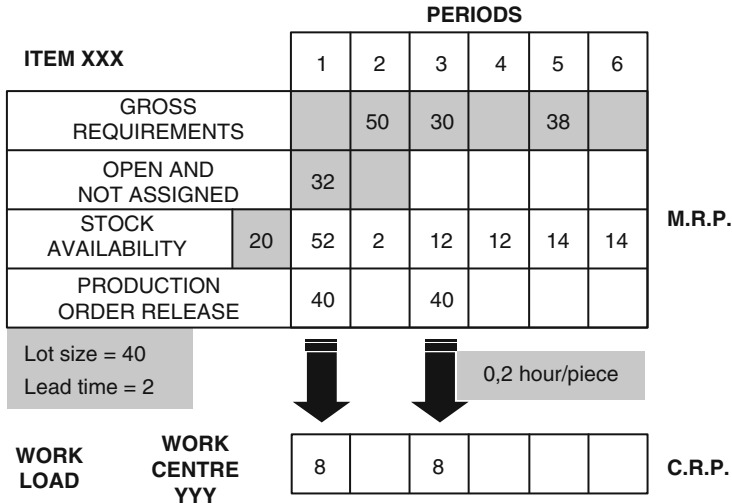 PERIODS
ITEM XXX 1 2 3 4 5 6
GROSS
REQUIREMENTS 50 30 38
OPEN AND
NOT ASSIGNED 32
STOCK
AVAILABILITY 20 52 2 12 12 14 14
M.R.P.
PRODUCTION
ORDER RELEASE 40 40
Lot size = 40
Lead time = 2
0,2 hour/piece
WORK
LOAD
WORK
CENTRE
YYY
8 8
C.R.P.